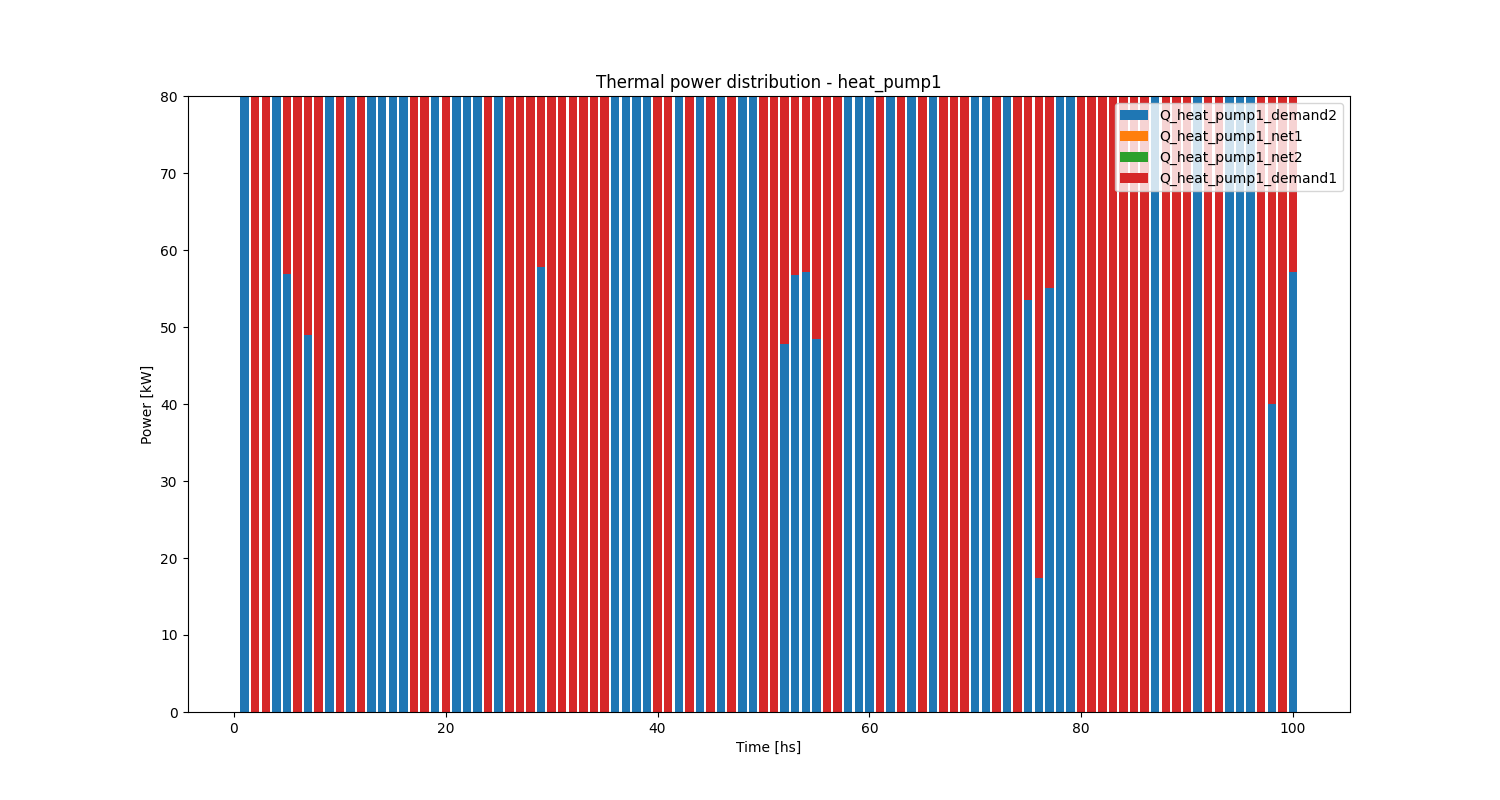 Thermal power distribution - heat_pump1
80
70
60
50
40
30
20
10
0
Power [kW]
Q_heat_pump1_demand2
Q_heat_pump1_net1
Q_heat_pump1_net2
Q_heat_pump1_demand1
0 20 40 60 80 100
Time [hs]